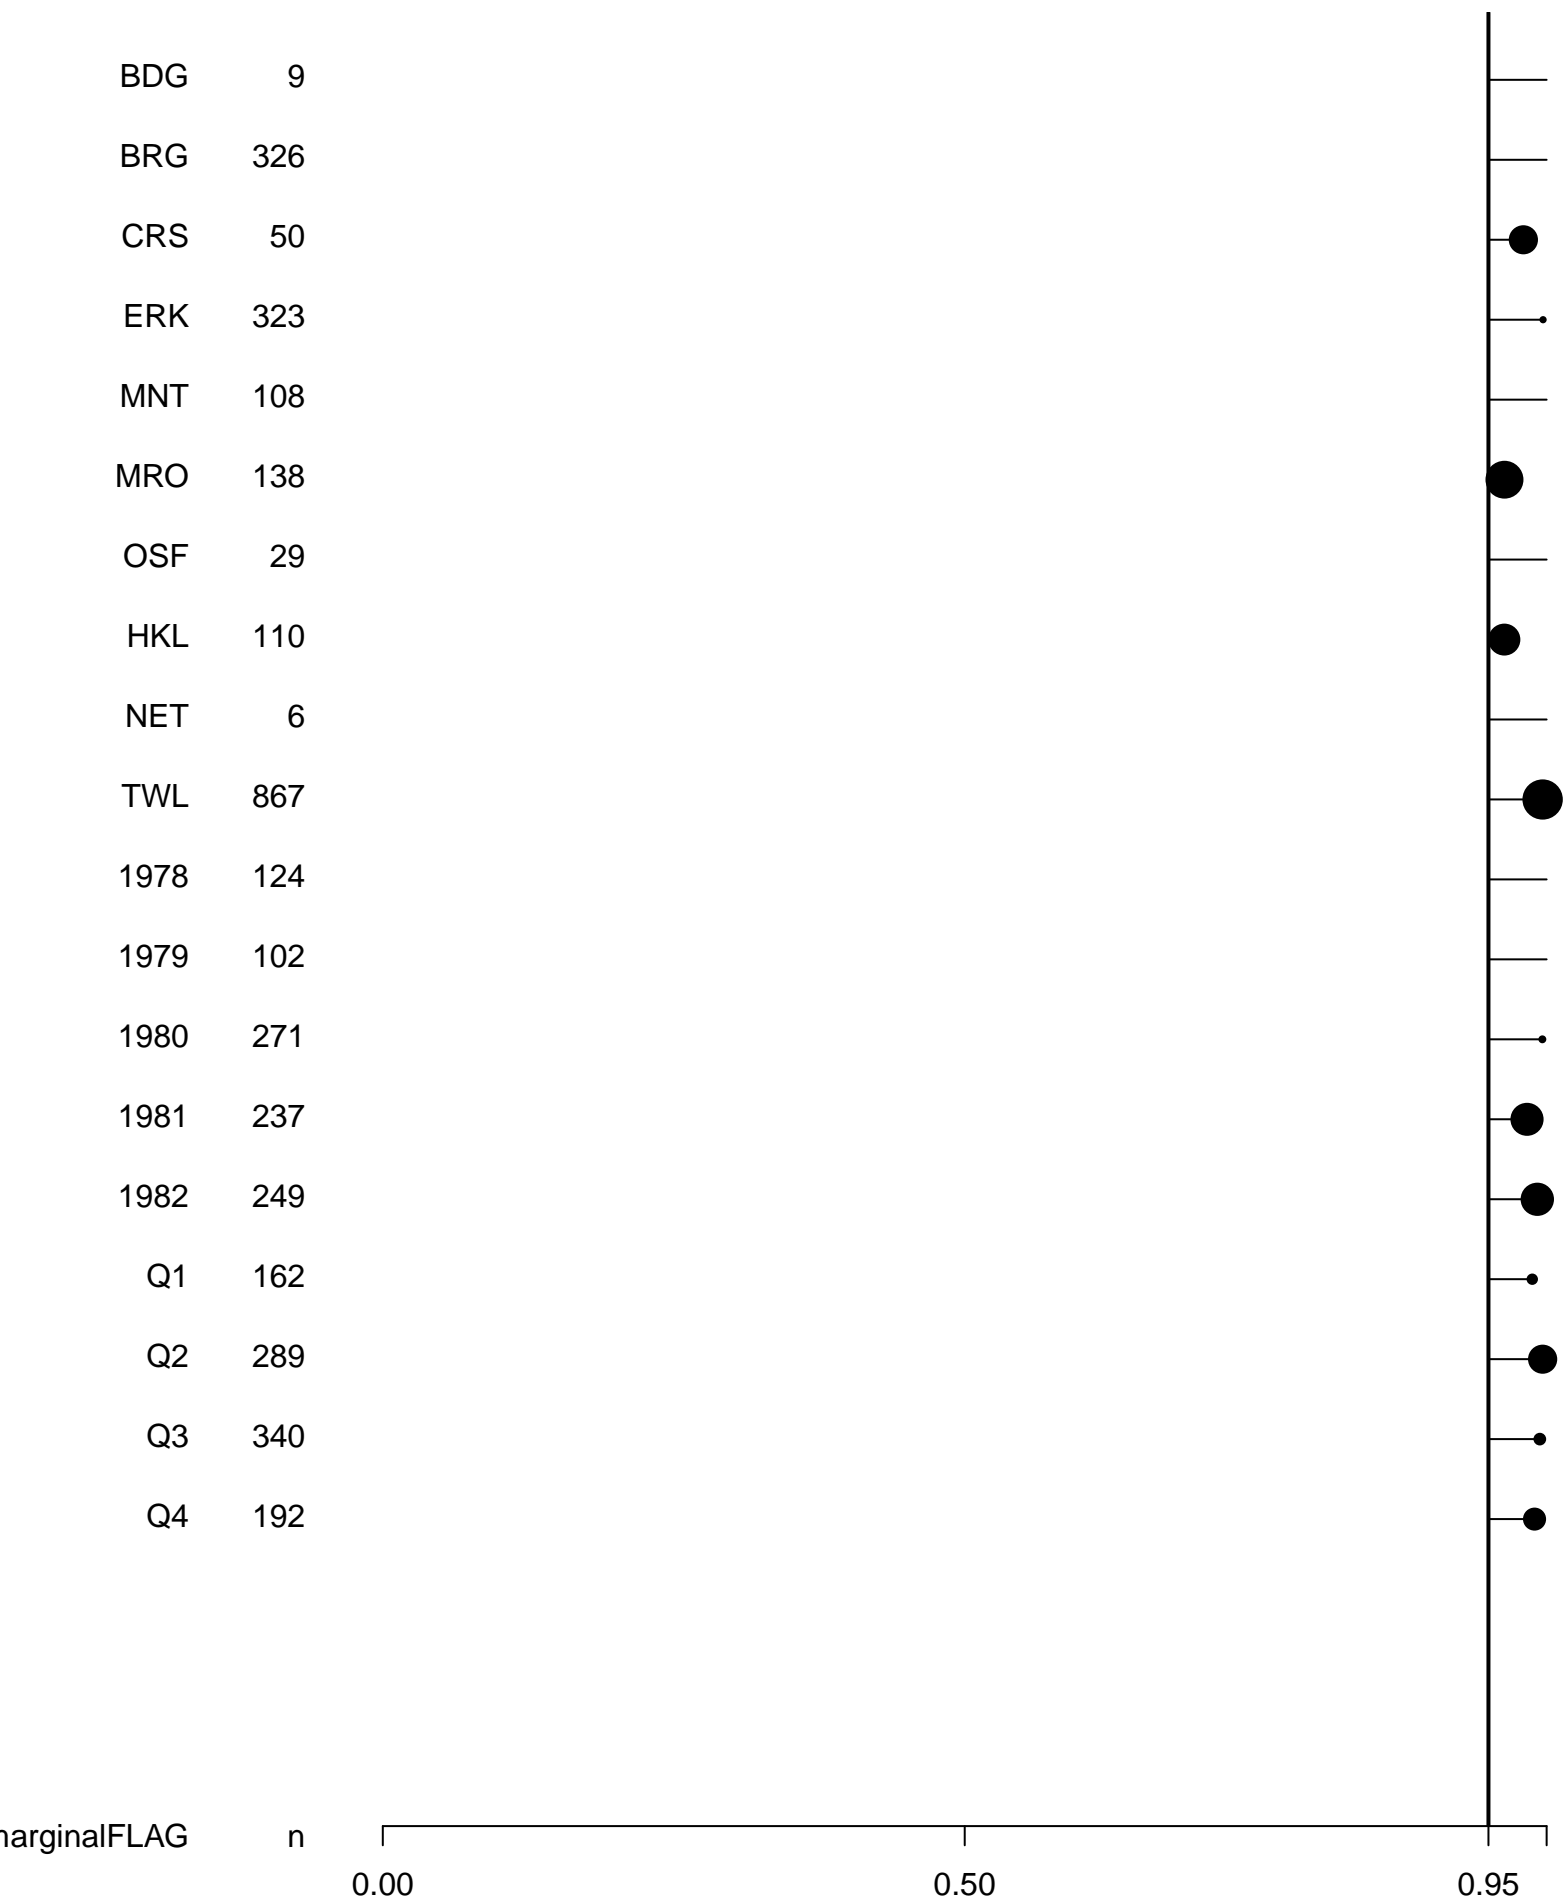 BDG 9
BRG 326
CRS 50
ERK 323
MNT 108
MRO 138
OSF 29
HKL 110
NET 6
TWL 867
1978 124
1979 102
1980 271
1981 237
1982 249
Q1 162
Q2 289
Q3 340
Q4 192
arginalFLAG n
0.00 0.50 0.95